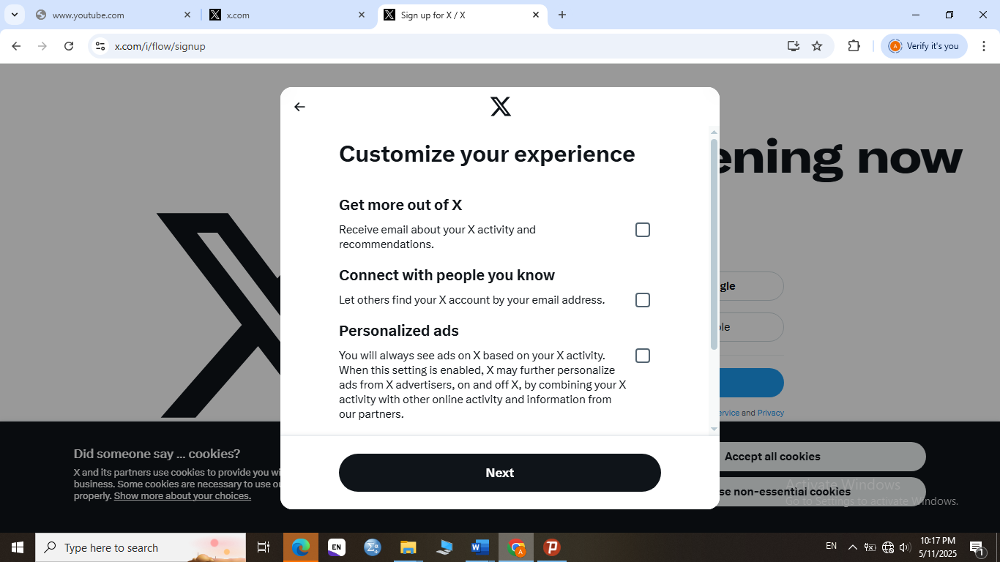 www.youtube.com
x.com
Sign up for X / X
x.com/i/flow/signup
Verify it's you
ening now
Customize your experience
Get more out of X
Receive email about your X activity and
recommendations.
Connect with people you know
Let others find your X account by your email address.
Personalized ads
You will always see ads on X based on your X activity.
When this setting is enabled, X may further personalize
ads from X advertisers, on and off X, by combining your X
activity with other online activity and information from
our partners.
Next
gle
ple
ervice and Privacy
Did someone say … cookies?
X and its partners use cookies to provide you wi
business. Some cookies are necessary to use ou
properly. Show more about your choices.
Accept all cookies
se non-essential cookies
Activate Windows
Go to Settings to activate Windows.
Type here to search
EN
EN
10:17 PM
5/11/2025
1